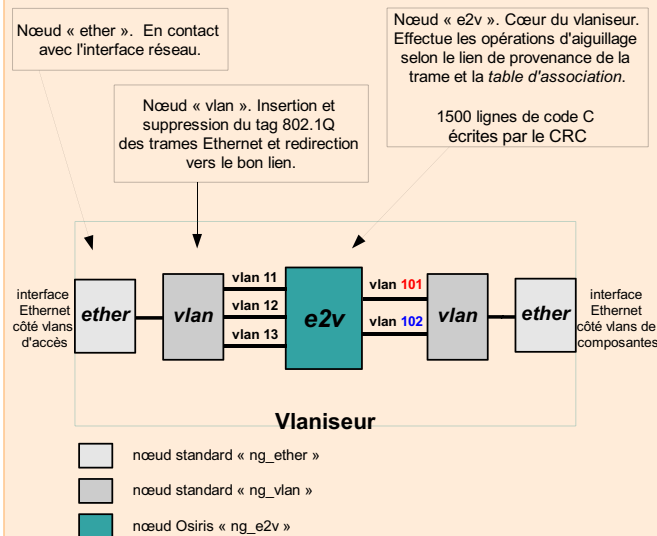 Nœud « ether ».  En contact
avec l'interface réseau.
Nœud « e2v ». Cœur du vlaniseur.
Effectue les opérations d'aiguillage
selon le lien de provenance de la
trame et la table d'association.
1500 lignes de code C
écrites par le CRC
Nœud « vlan ». Insertion et
suppression du tag 802.1Q
des trames Ethernet et redirection
vers le bon lien.
interface
Ethernet
côté vlans
d'accès
ether
vlan
vlan 11
vlan 12
vlan 13
e2v
vlan 101
vlan 102
vlan
ether
interface
Ethernet
côté vlans de
composantes
Vlaniseur
nœud standard « ng_ether »
nœud standard « ng_vlan »
nœud Osiris « ng_e2v »